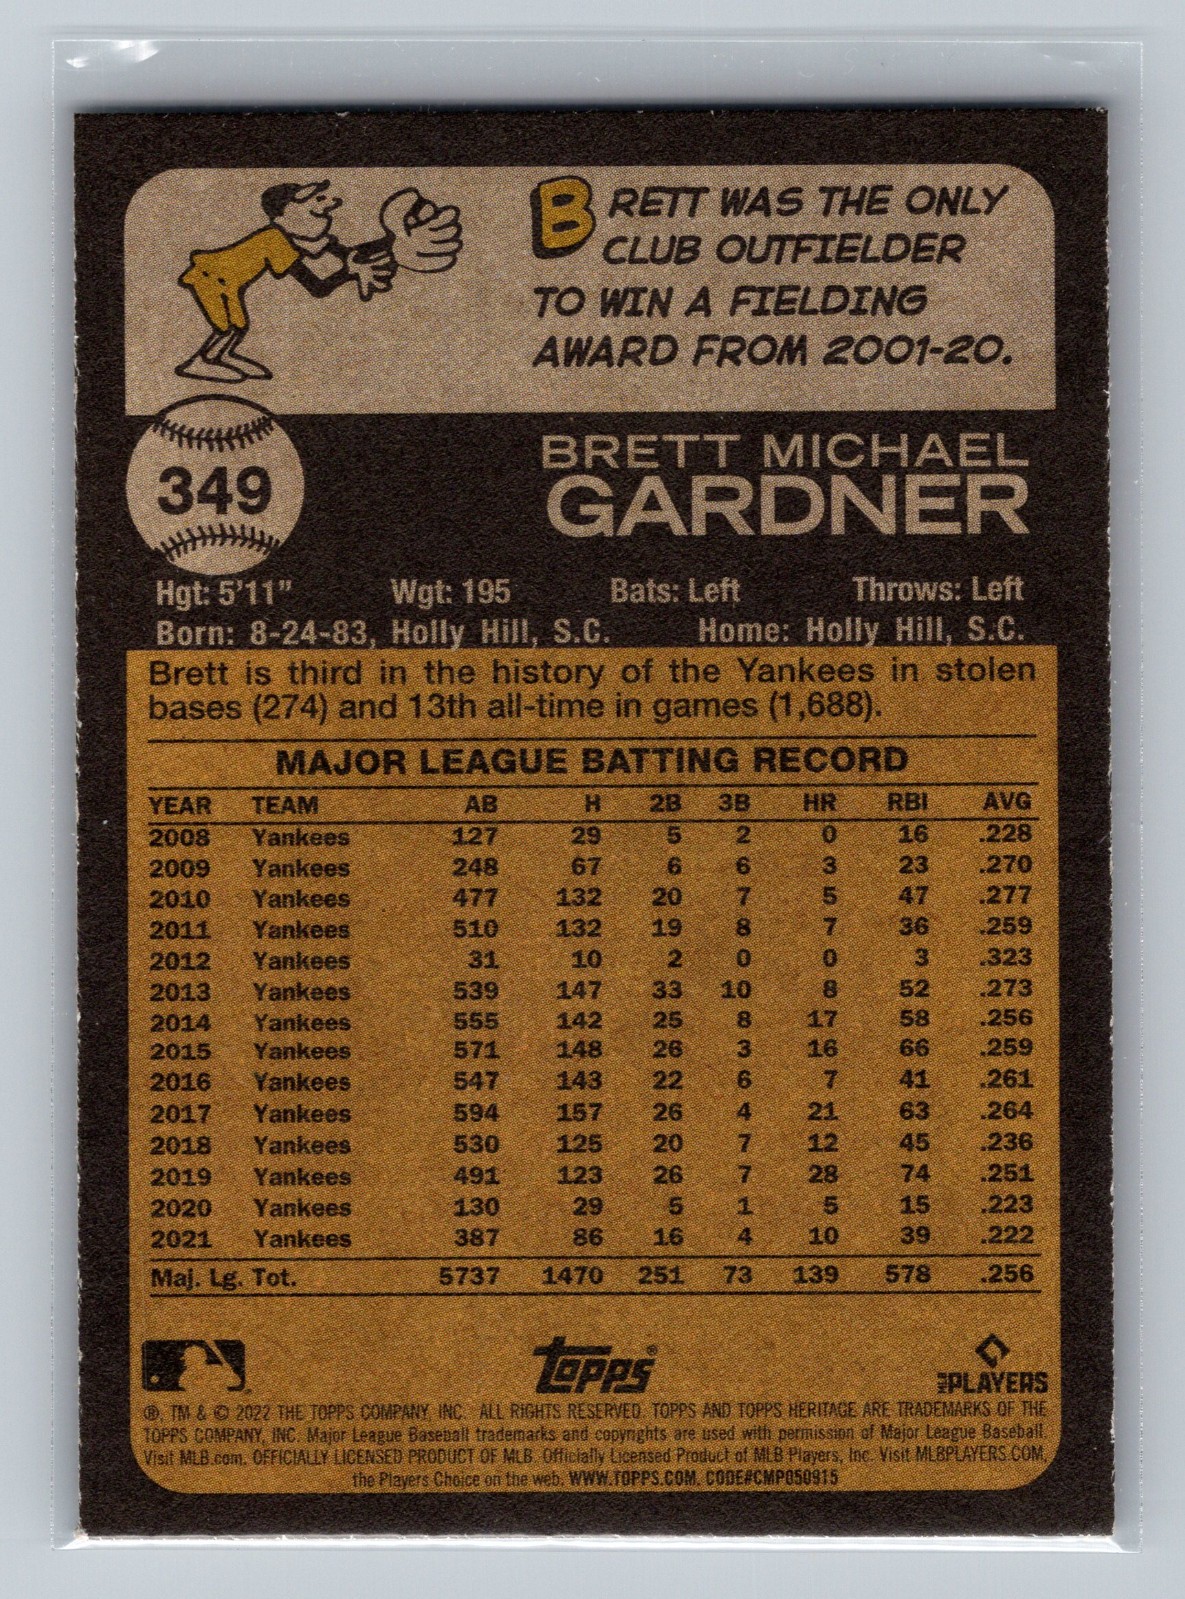 BRETT WAS THE ONLY
CLUB OUTFIELDER
TO WIN A FIELDING
AWARD FROM 2001-20.
349
BRETT MICHAEL
GARDNER
Hgt: 5'11" Wgt: 195 Bats: Left Throws: Left
Born: 8-24-83, Holly Hill, S.C. Home: Holly Hill, S.C.
Brett is third in the history of the Yankees in stolen
bases (274) and 13th all-time in games (1,688).
MAJOR LEAGUE BATTING RECORD
YEAR TEAM AB H 2B 3B HR RBI AVG
2008 Yankees 127 29 5 2 0 16 .228
2009 Yankees 248 67 6 6 3 23 .270
2010 Yankees 477 132 20 7 5 47 .277
2011 Yankees 510 132 19 8 7 36 .259
2012 Yankees 31 10 2 0 0 3 .323
2013 Yankees 539 147 33 10 8 52 .273
2014 Yankees 555 142 25 8 17 58 .256
2015 Yankees 571 148 26 3 16 66 .259
2016 Yankees 547 143 22 6 7 41 .261
2017 Yankees 594 157 26 4 21 63 .264
2018 Yankees 530 125 20 7 12 45 .236
2019 Yankees 491 123 26 7 28 74 .251
2020 Yankees 130 29 5 1 5 15 .223
2021 Yankees 387 86 16 4 10 39 .222
Maj. Lg. Tot. 5737 1470 251 73 139 578 .256
topps® MLB PLAYERS
®, TM & © 2022 THE TOPPS COMPANY, INC. ALL RIGHTS RESERVED. TOPPS AND TOPPS HERITAGE ARE TRADEMARKS OF THE
TOPPS COMPANY, INC. Major League Baseball trademarks and copyrights are used with permission of Major League Baseball.
Visit MLB.com. OFFICIALLY LICENSED PRODUCT OF MLB. Officially Licensed Product of MLB Players, Inc. Visit MLBPLAYERS.COM,
the Players Choice on the web. WWW.TOPPS.COM. CODE#CMP050915